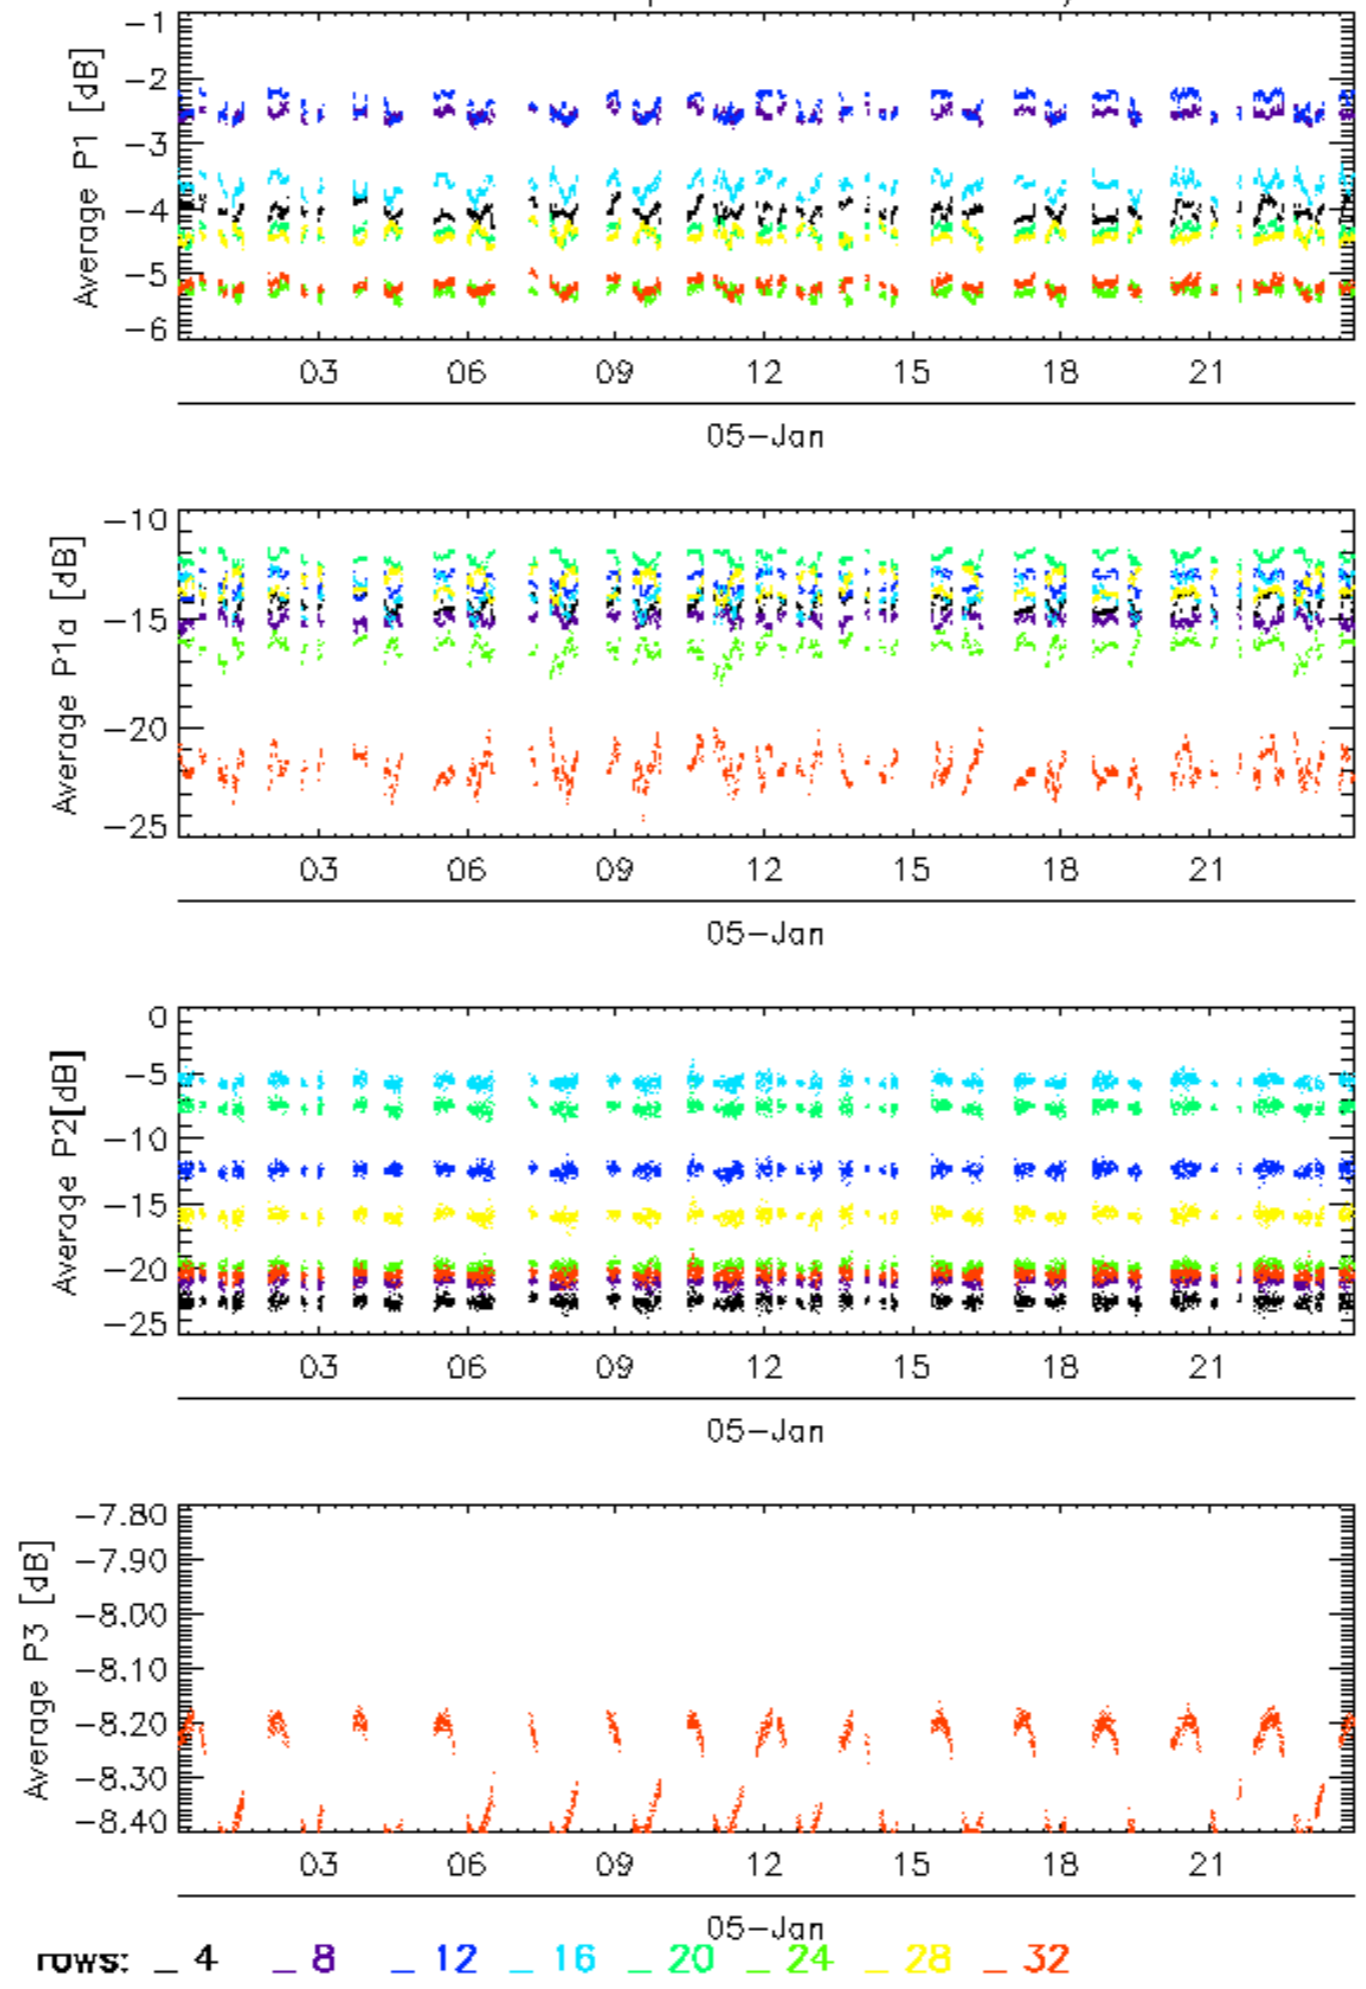 Average P1 [dB]
-1
-2
-3
-4
-5
-6
03 06 09 12 15 18 21
05-Jan
Average P1a [dB]
-10
-15
-20
-25
03 06 09 12 15 18 21
05-Jan
Average P2[dB]
0
-5
-10
-15
-20
-25
03 06 09 12 15 18 21
05-Jan
Average P3 [dB]
-7.80
-7.90
-8.00
-8.10
-8.20
-8.30
-8.40
03 06 09 12 15 18 21
05-Jan
rows: _ 4 _ 8 _ 12 _ 16 _ 20 _ 24 _ 28 _ 32